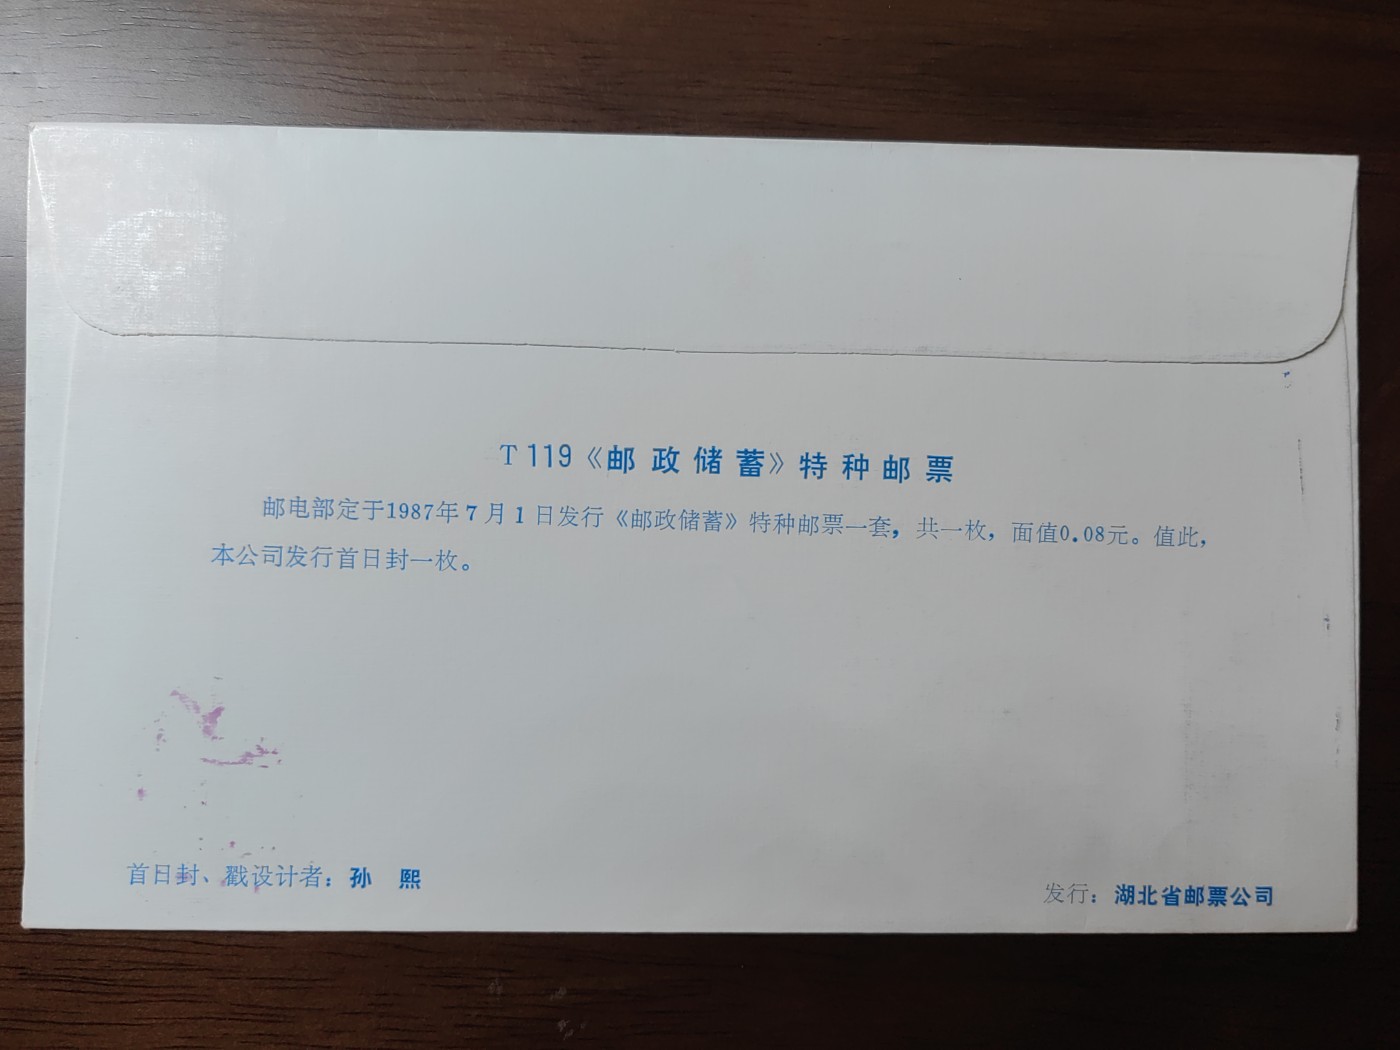 T119《邮政储蓄》特种邮票
邮电部定于1987年7月1日发行《邮政储蓄》特种邮票一套，共一枚，面值0.08元。值此，
本公司发行首日封一枚。
首日封、戳设计者：孙 熙
发行：湖北省邮票公司